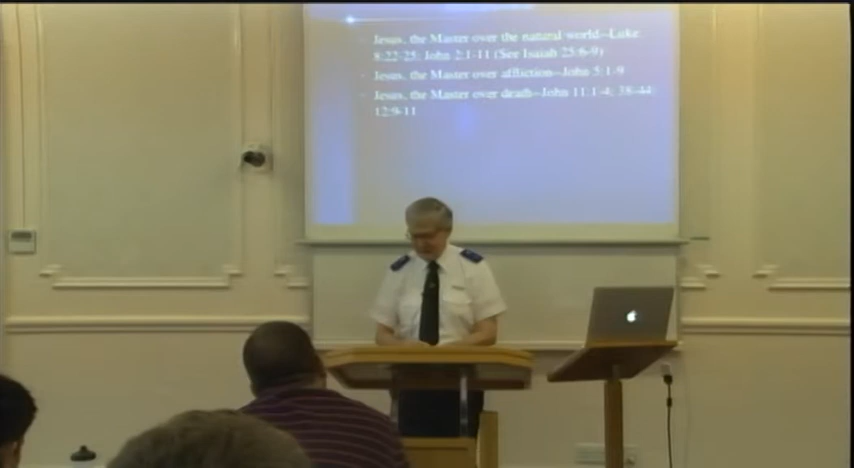 Jesus, the Master over the natural world--Luke
8:22-25; John 2:1-11 (See Isaiah 25:6-9)
Jesus, the Master over affliction--John 5:1-9
Jesus, the Master over death--John 11:1-4; 38-44;
12:9-11